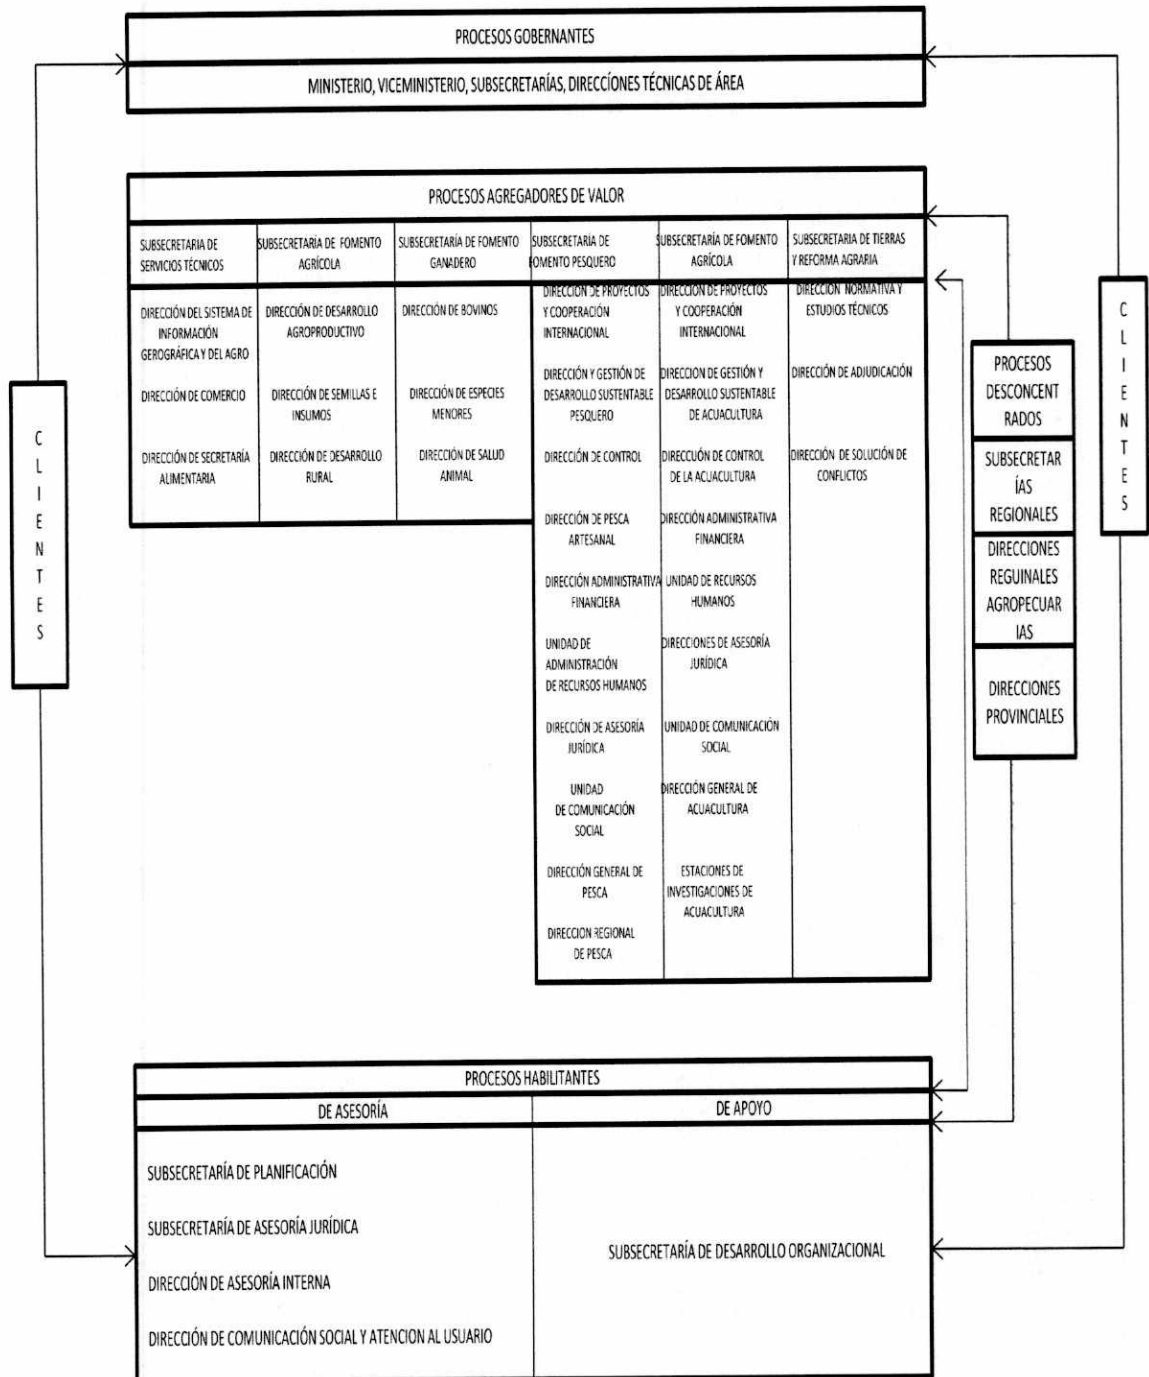 PROCESOS GOBERNANTES
MINISTERIO, VICEMINISTERIO, SUBSECRETARÍAS, DIRECCÍONES TÉCNICAS DE ÁREA
PROCESOS AGREGADORES DE VALOR
SUBSECRETARIA DE
SERVICIOS TÉCNICOS
SUBSECRETARÍA DE FOMENTO
AGRÍCOLA
SUBSECRETARÍA DE FOMENTO
GANADERO
SUBSECRETARÍA DE
FOMENTO PESQUERO
SUBSECRETARÍA DE FOMENTO
AGRÍCOLA
SUBSECRETARIA DE TIERRAS
Y REFORMA AGRARIA
DIRECCIÓN DEL SISTEMA DE
INFORMACIÓN
GEROGRÁFICA Y DEL AGRO
DIRECCIÓN DE COMERCIO
DIRECCIÓN DE SECRETARÍA
ALIMENTARIA
DIRECCIÓN DE DESARROLLO
AGROPRODUCTIVO
DIRECCIÓN DE SEMILLAS E
INSUMOS
DIRECCIÓN DE DESARROLLO
RURAL
DIRECCIÓN DE BOVINOS
DIRECCIÓN DE ESPECIES
MENORES
DIRECCIÓN DE SALUD
ANIMAL
DIRECCION DE PROYECTOS
Y COOPERACIÓN
INTERNACIONAL
DIRECCIÓN Y GESTIÓN DE
DESARROLLO SUSTENTABLE
PESQUERO
DIRECCIÓN DE CONTROL
DIRECCIÓN DE PESCA
ARTESANAL
DIRECCIÓN ADMINISTRATIVA
FINANCIERA
UNIDAD DE
ADMINISTRACIÓN
DE RECURSOS HUMANOS
DIRECCIÓN DE ASESORÍA
JURÍDICA
UNIDAD
DE COMUNICACIÓN
SOCIAL
DIRECCIÓN GENERAL DE
PESCA
DIRECCION REGIONAL
DE PESCA
DIRECCION DE PROYECTOS
Y COOPERACIÓN
INTERNACIONAL
DIRECCION DE GESTIÓN Y
DESARROLLO SUSTENTABLE
DE ACUACULTURA
DIRECCUÓN DE CONTROL
DE LA ACUACULTURA
DIRECCIÓN ADMINISTRATIVA
FINANCIERA
UNIDAD DE RECURSOS
HUMANOS
DIRECCIONES DE ASESORÍA
JURÍDICA
UNIDAD DE COMUNICACIÓN
SOCIAL
DIRECCIÓN GENERAL DE
ACUACULTURA
ESTACIONES DE
INVESTIGACIONES DE
ACUACULTURA
DIRECCION NORMATIVA Y
ESTUDIOS TÉCNICOS
DIRECCIÓN DE ADJUDICACIÓN
DIRECCIÓN DE SOLUCIÓN DE
CONFLICTOS
CLIENTES
PROCESOS
DESCONCENT
RADOS
SUBSECRETAR
ÍAS
REGIONALES
DIRECCIONES
REGUINALES
AGROPECUAR
IAS
DIRECCIONES
PROVINCIALES
CLIENTES
PROCESOS HABILITANTES
DE ASESORÍA
DE APOYO
SUBSECRETARÍA DE PLANIFICACIÓN
SUBSECRETARÍA DE ASESORÍA JURÍDICA
DIRECCIÓN DE ASESORÍA INTERNA
DIRECCIÓN DE COMUNICACIÓN SOCIAL Y ATENCION AL USUARIO
SUBSECRETARÍA DE DESARROLLO ORGANIZACIONAL